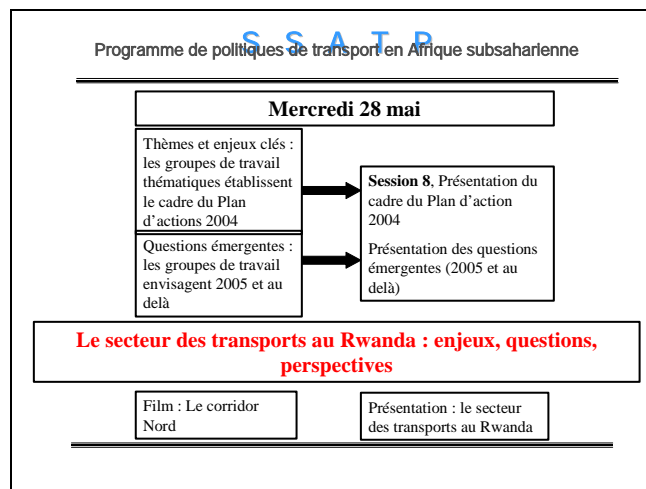 S S A T P
Programme de politiques de transport en Afrique subsaharienne
Mercredi 28 mai
Thèmes et enjeux clés :
les groupes de travail
thématiques établissent
le cadre du Plan
d’actions 2004
Session 8, Présentation du
cadre du Plan d’action
2004
Questions émergentes :
les groupes de travail
envisagent 2005 et au
delà
Présentation des questions
émergentes (2005 et au
delà)
Le secteur des transports au Rwanda : enjeux, questions,
perspectives
Film : Le corridor
Nord
Présentation : le secteur
des transports au Rwanda